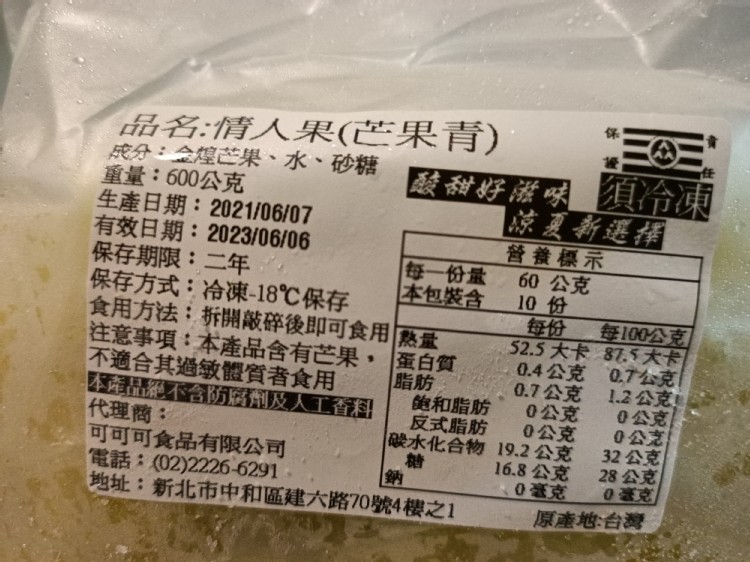 品名:情人果(芒果青)
成分：金煌芒果、水、砂糖
重量：600公克
生產日期：2021/06/07
有效日期：2023/06/06
保存期限：二年
保存方式：冷凍-18℃保存
食用方法：拆開敲碎後即可食用
注意事項：本產品含有芒果，
不適合其過敏體質者食用
本產品絕不含防腐劑及人工香料
代理商：
可可可食品有限公司
電話：(02)2226-6291
地址：新北市中和區建六路70號4樓之1
保 責
優 任
須冷凍
酸甜好滋味
涼夏新選擇
營養標示
每一份量 60 公克
本包裝含 10 份
每份 每100公克
熱量 52.5 大卡 87.5 大卡
蛋白質 0.4 公克 0.7 公克
脂肪 0.7 公克 1.2 公克
飽和脂肪 0 公克 0 公克
反式脂肪 0 公克 0 公克
碳水化合物 19.2 公克 32 公克
糖 16.8 公克 28 公克
鈉 0 毫克 0 毫克
原產地:台灣